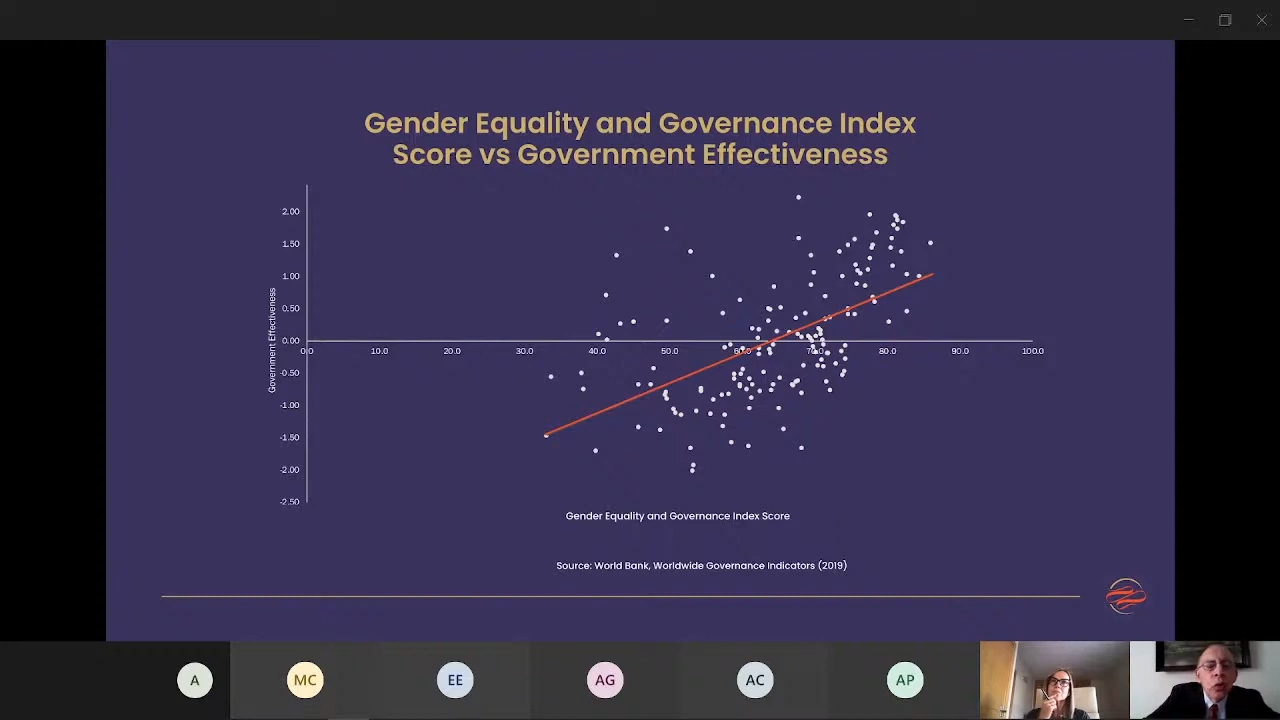 Gender Equality and Governance Index
Score vs Government Effectiveness
2.00
1.50
1.00
0.50
0.00
-0.50
-1.00
-1.50
-2.00
-2.50
Government Effectiveness
0.0 10.0 20.0 30.0 40.0 50.0 60.0 70.0 80.0 90.0 100.0
Gender Equality and Governance Index Score
Source: World Bank, Worldwide Governance Indicators (2019)
A MC EE AG AC AP